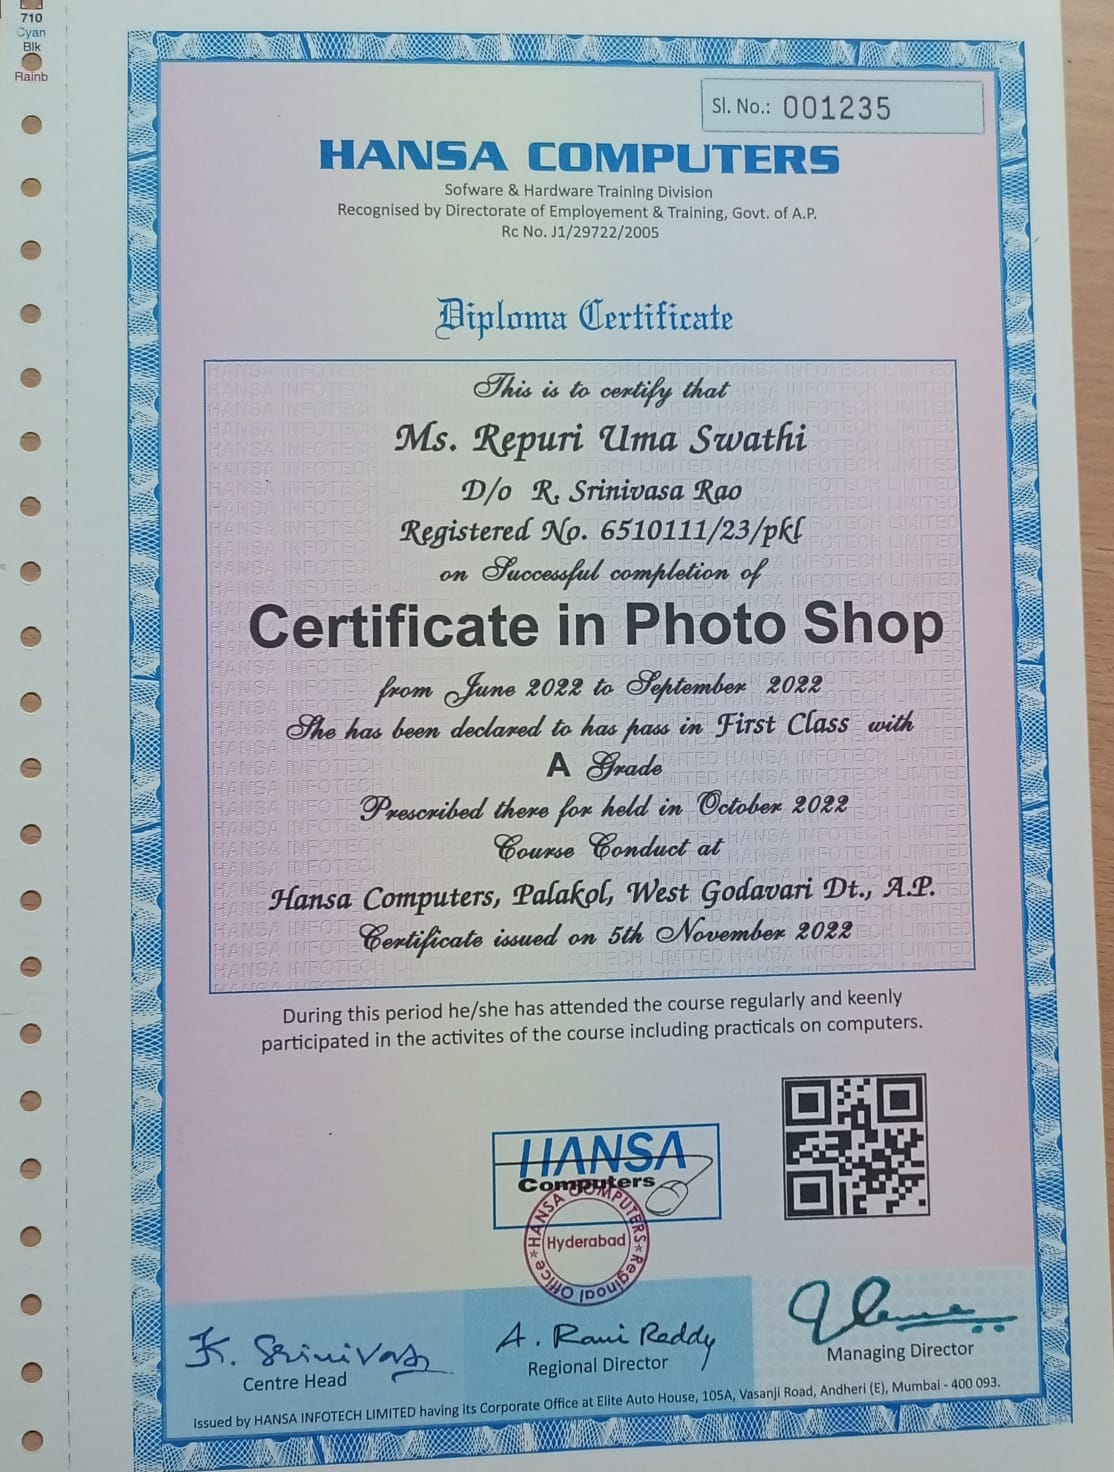 710
Cyan
Blk
Rainb
Sl. No.: 001235
HANSA COMPUTERS
Sofware & Hardware Training Division
Recognised by Directorate of Employement & Training, Govt. of A.P.
Rc No. J1/29722/2005
Diploma Certificate
This is to certify that
Ms. Repuri Uma Swathi
D/o R. Srinivasa Rao
Registered No. 6510111/23/pkl
on Successful completion of
Certificate in Photo Shop
from June 2022 to September 2022
She has been declared to has pass in First Class with
A Grade
Prescribed there for held in October 2022
Course Conduct at
Hansa Computers, Palakol, West Godavari Dt., A.P.
Certificate issued on 5th November 2022
During this period he/she has attended the course regularly and keenly
participated in the activites of the course including practicals on computers.
HANSA
Computers
HANSA COMPUTERS
Hyderabad
Reginoal Office
K. Srinivas
Centre Head
A. Rami Reddy
Regional Director
Managing Director
Issued by HANSA INFOTECH LIMITED having its Corporate Office at Elite Auto House, 105A, Vasanji Road, Andheri (E), Mumbai - 400 093.